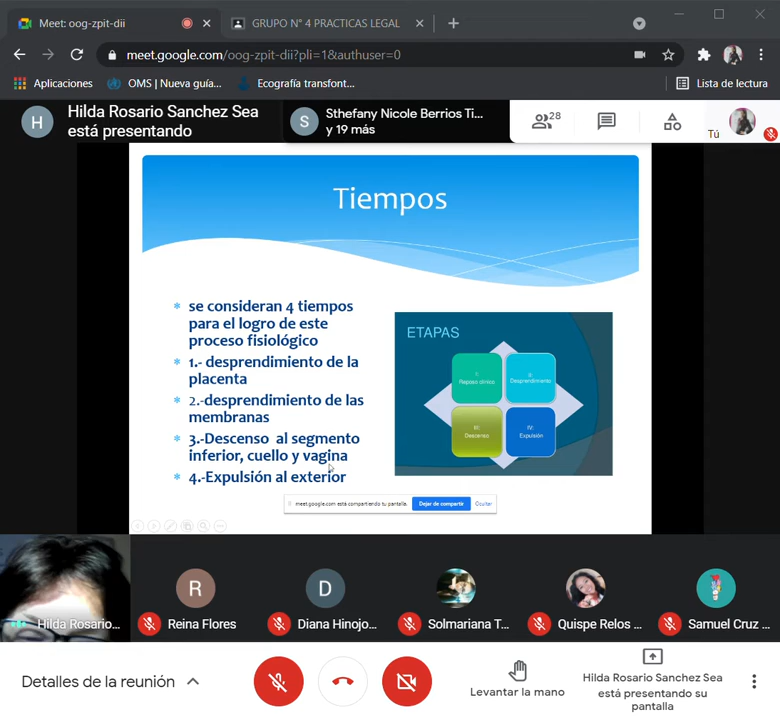 Meet: oog-zpit-dii
GRUPO N° 4 PRACTICAS LEGAL
meet.google.com/oog-zpit-dii?pli=1&authuser=0
Aplicaciones
OMS | Nueva guía...
Ecografía transfont...
Lista de lectura
H
Hilda Rosario Sanchez Sea
está presentando
S
Sthefany Nicole Berrios Ti...
y 19 más
28
Tú
Tiempos
se consideran 4 tiempos
para el logro de este
proceso fisiológico
1.- desprendimiento de la
placenta
2.-desprendimiento de las
membranas
3.-Descenso al segmento
inferior, cuello y vagina
4.-Expulsión al exterior
ETAPAS
I:
Reposo clínico
II:
Desprendimiento
III:
Descenso
IV:
Expulsión
meet.google.com está compartiendo tu pantalla.
Dejar de compartir
Ocultar
Hilda Rosario...
R
Reina Flores
D
Diana Hinojo...
Solmariana T...
Quispe Relos ...
Samuel Cruz ...
Detalles de la reunión
Levantar la mano
Hilda Rosario Sanchez Sea
está presentando su
pantalla